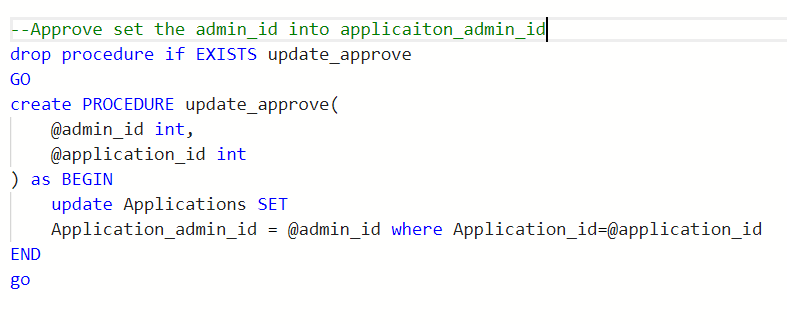 --Approve set the admin_id into applicaiton_admin_id
drop procedure if EXISTS update_approve
GO
create PROCEDURE update_approve(
    @admin_id int,
    @application_id int
) as BEGIN
    update Applications SET
    Application_admin_id = @admin_id where Application_id=@application_id
END
go